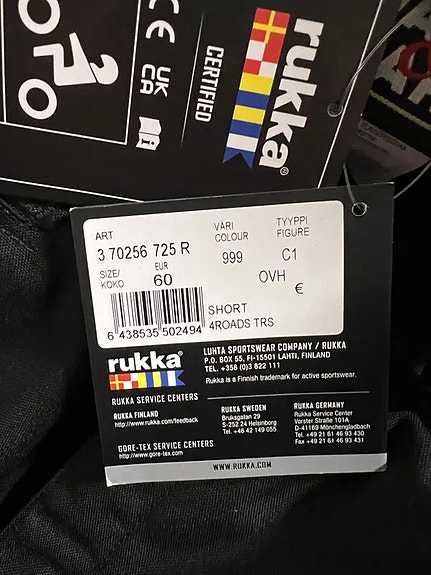 CE
UK
CA
CERTIFIED
rukka®
ART
3 70256 725 R
VÄRI
COLOUR
999
TYYPPI
FIGURE
C1
SIZE/
KOKO
EUR
60
OVH
€
6 438535 502494
SHORT
4ROADS TRS
rukka®
LUHTA SPORTSWEAR COMPANY / RUKKA
P.O. BOX 55, FI-15501 LAHTI, FINLAND
TEL. +358 (0)3 822 111
Rukka is a Finnish trademark for active sportswear.
RUKKA SERVICE CENTERS
RUKKA FINLAND
http://www.rukka.com/feedback
RUKKA SWEDEN
Bruksgatan 29
S-252 24 Helsinborg
Tel. +46 42 149 055
RUKKA GERMANY
Rukka Service Center
Vorster Straße 101A
D-41169 Mönchengladbach
Tel. +49 21 61 46 93 430
Fax +49 21 61 46 93 431
GORE-TEX SERVICE CENTERS
http://www.gore-tex.com
WWW.RUKKA.COM